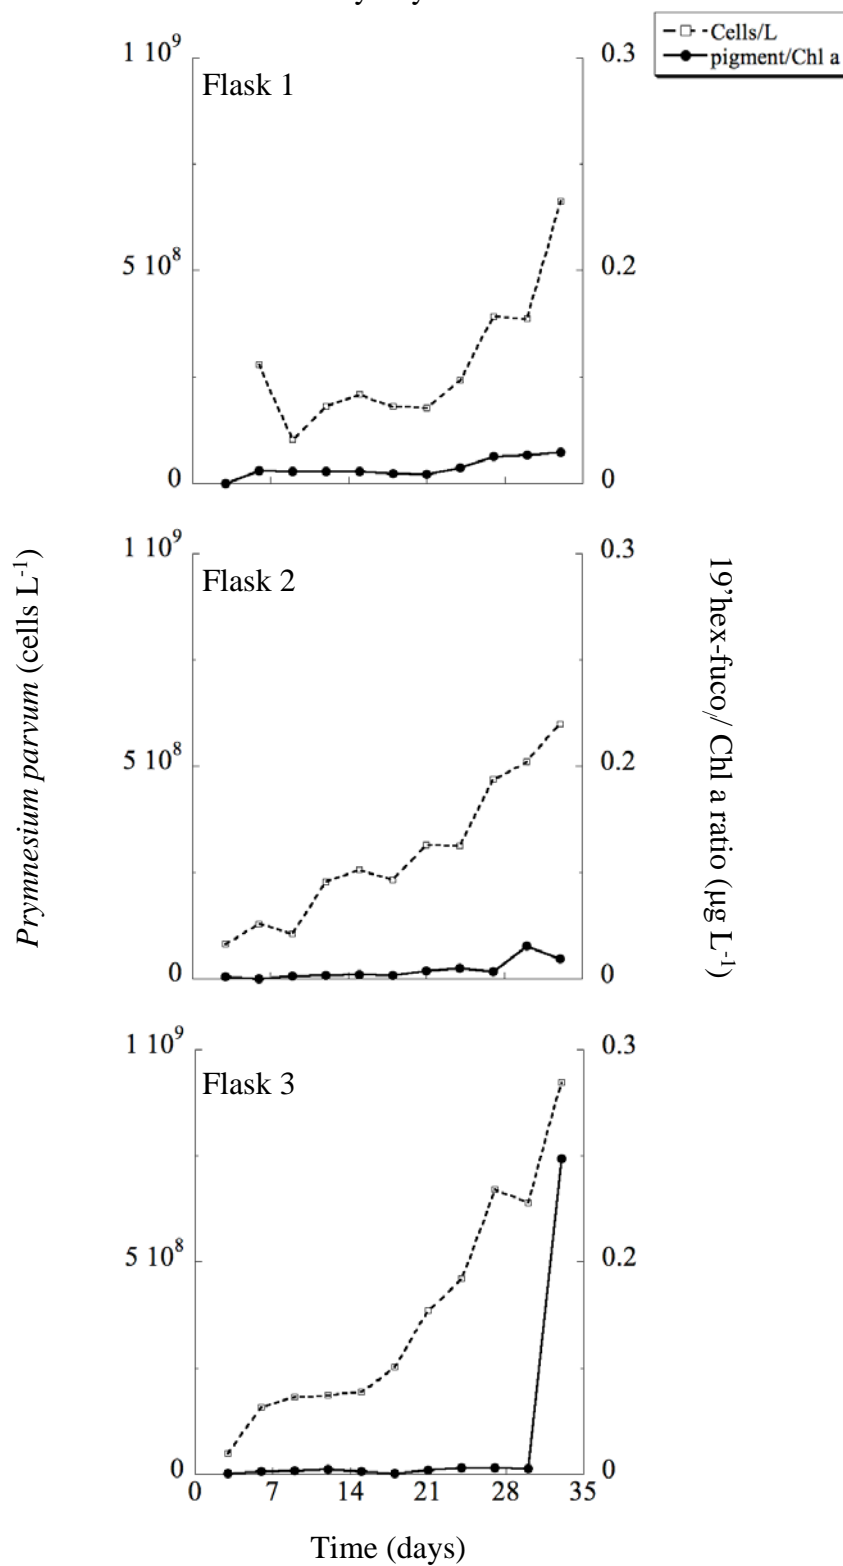 Cells/L
pigment/Chl a
Flask 1
1 10⁹
5 10⁸
0
0.3
0.2
0
Flask 2
1 10⁹
5 10⁸
0
0.3
0.2
0
Prymnesium parvum (cells L⁻¹)
19'hex-fuco/ Chl a ratio (µg L⁻¹)
Flask 3
1 10⁹
5 10⁸
0
0.3
0.2
0
0 7 14 21 28 35
Time (days)